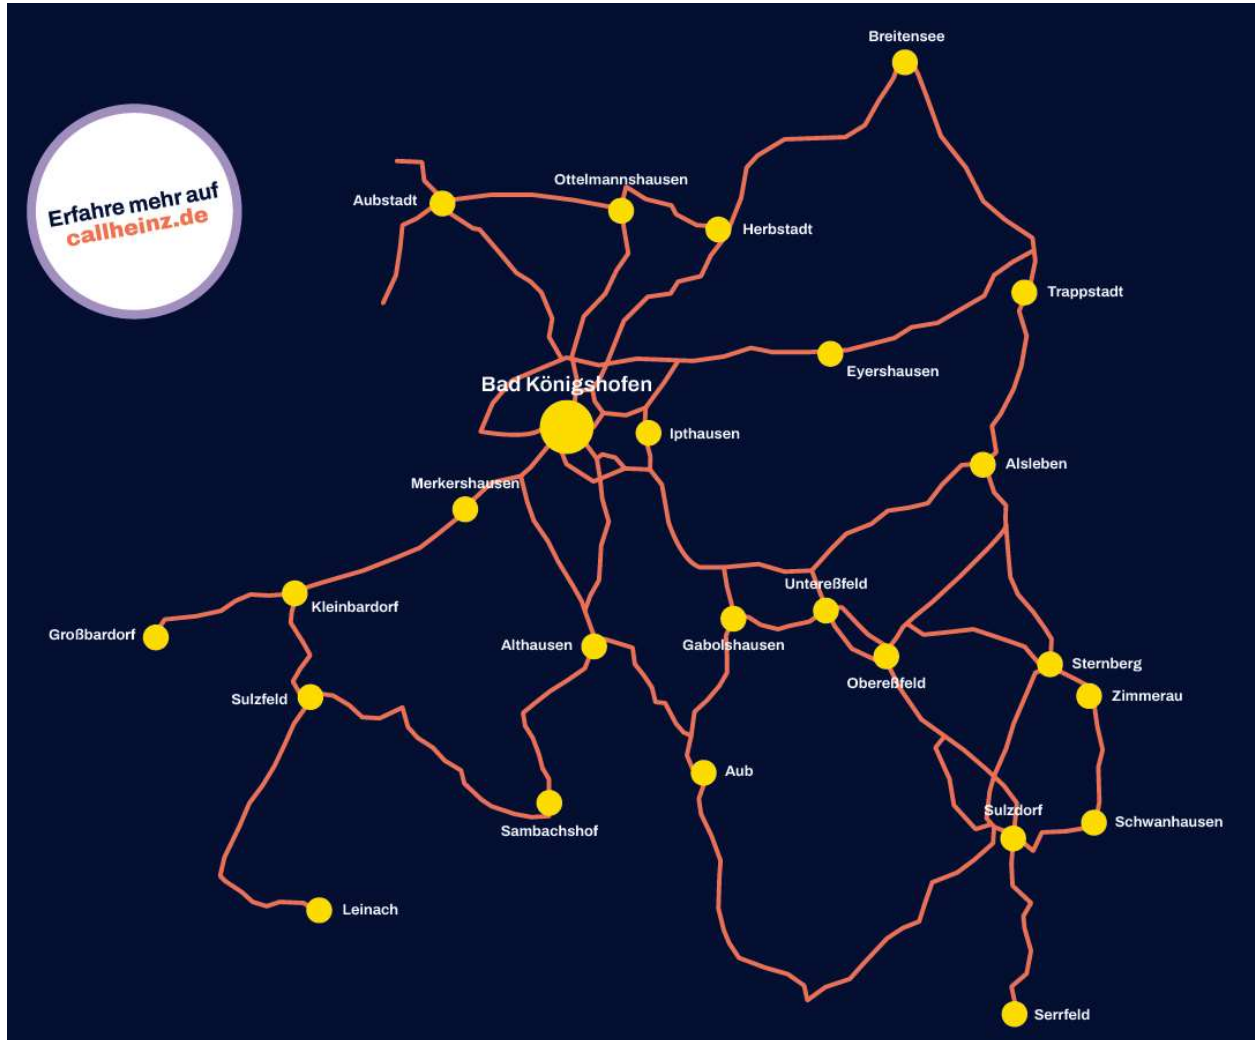 Breitensee
Erfahre mehr auf
callheinz.de
Ottelmannshausen
Aubstadt
Herbstadt
Trappstadt
Eyershausen
Bad Königshofen
Ipthausen
Alsleben
Merkershausen
Untereßfeld
Kleinbardorf
Großbardorf
Althausen
Gabolshausen
Obereßfeld
Sternberg
Zimmerau
Sulzfeld
Aub
Sulzdorf
Schwanhausen
Sambachshof
Leinach
Serrfeld